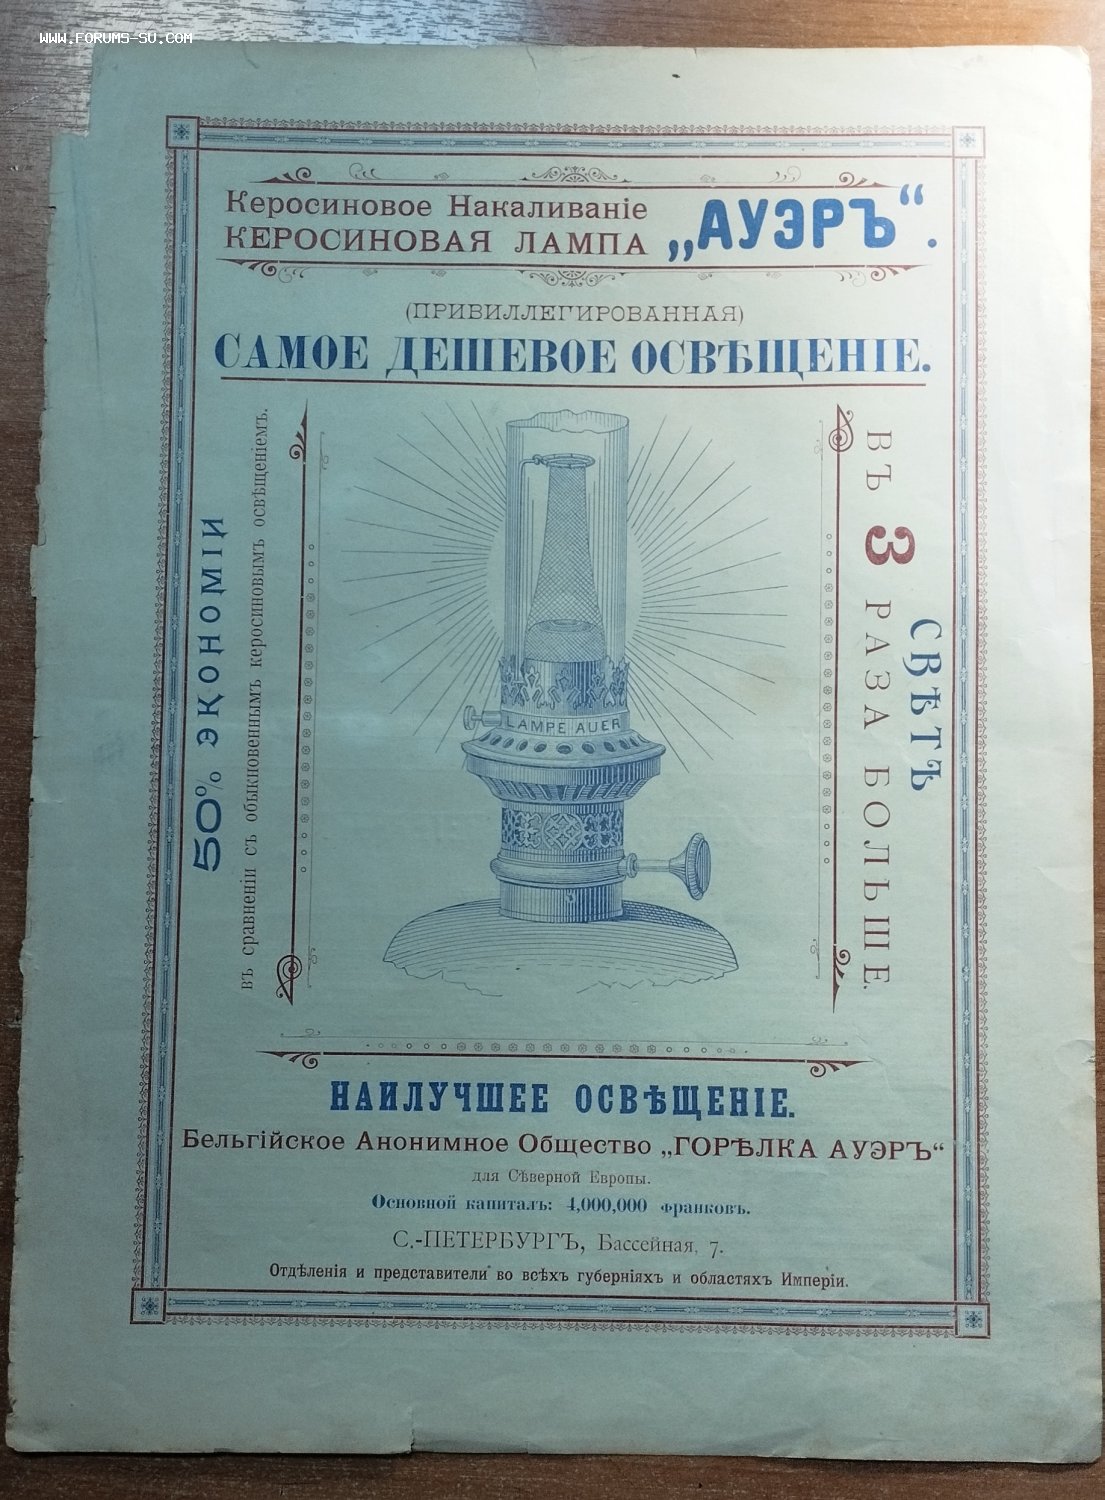 WWW.FORUMS-SU.COM
Керосиновое Накаливаніе
КЕРОСИНОВАЯ ЛАМПА „АУЭРЪ“.
(ПРИВИЛЛЕГИРОВАННАЯ)
САМОЕ ДЕШЕВОЕ ОСВѢЩЕНІЕ.
50% ЭКОНОМІИ
въ сравненіи съ обыкновеннымъ керосиновымъ освѣщеніемъ.
LAMPE AUER
СВѢТЪ
ВЪ 3 РАЗА БОЛЬШЕ.
НАИЛУЧШЕЕ ОСВѢЩЕНІЕ.
Бельгійское Анонимное Общество „ГОРѢЛКА АУЭРЪ“
для Сѣверной Европы.
Основной капиталъ: 4,000,000 франковъ.
С.-ПЕТЕРБУРГЪ, Бассейная, 7.
Отдѣленія и представители во всѣхъ губерніяхъ и областяхъ Имперіи.